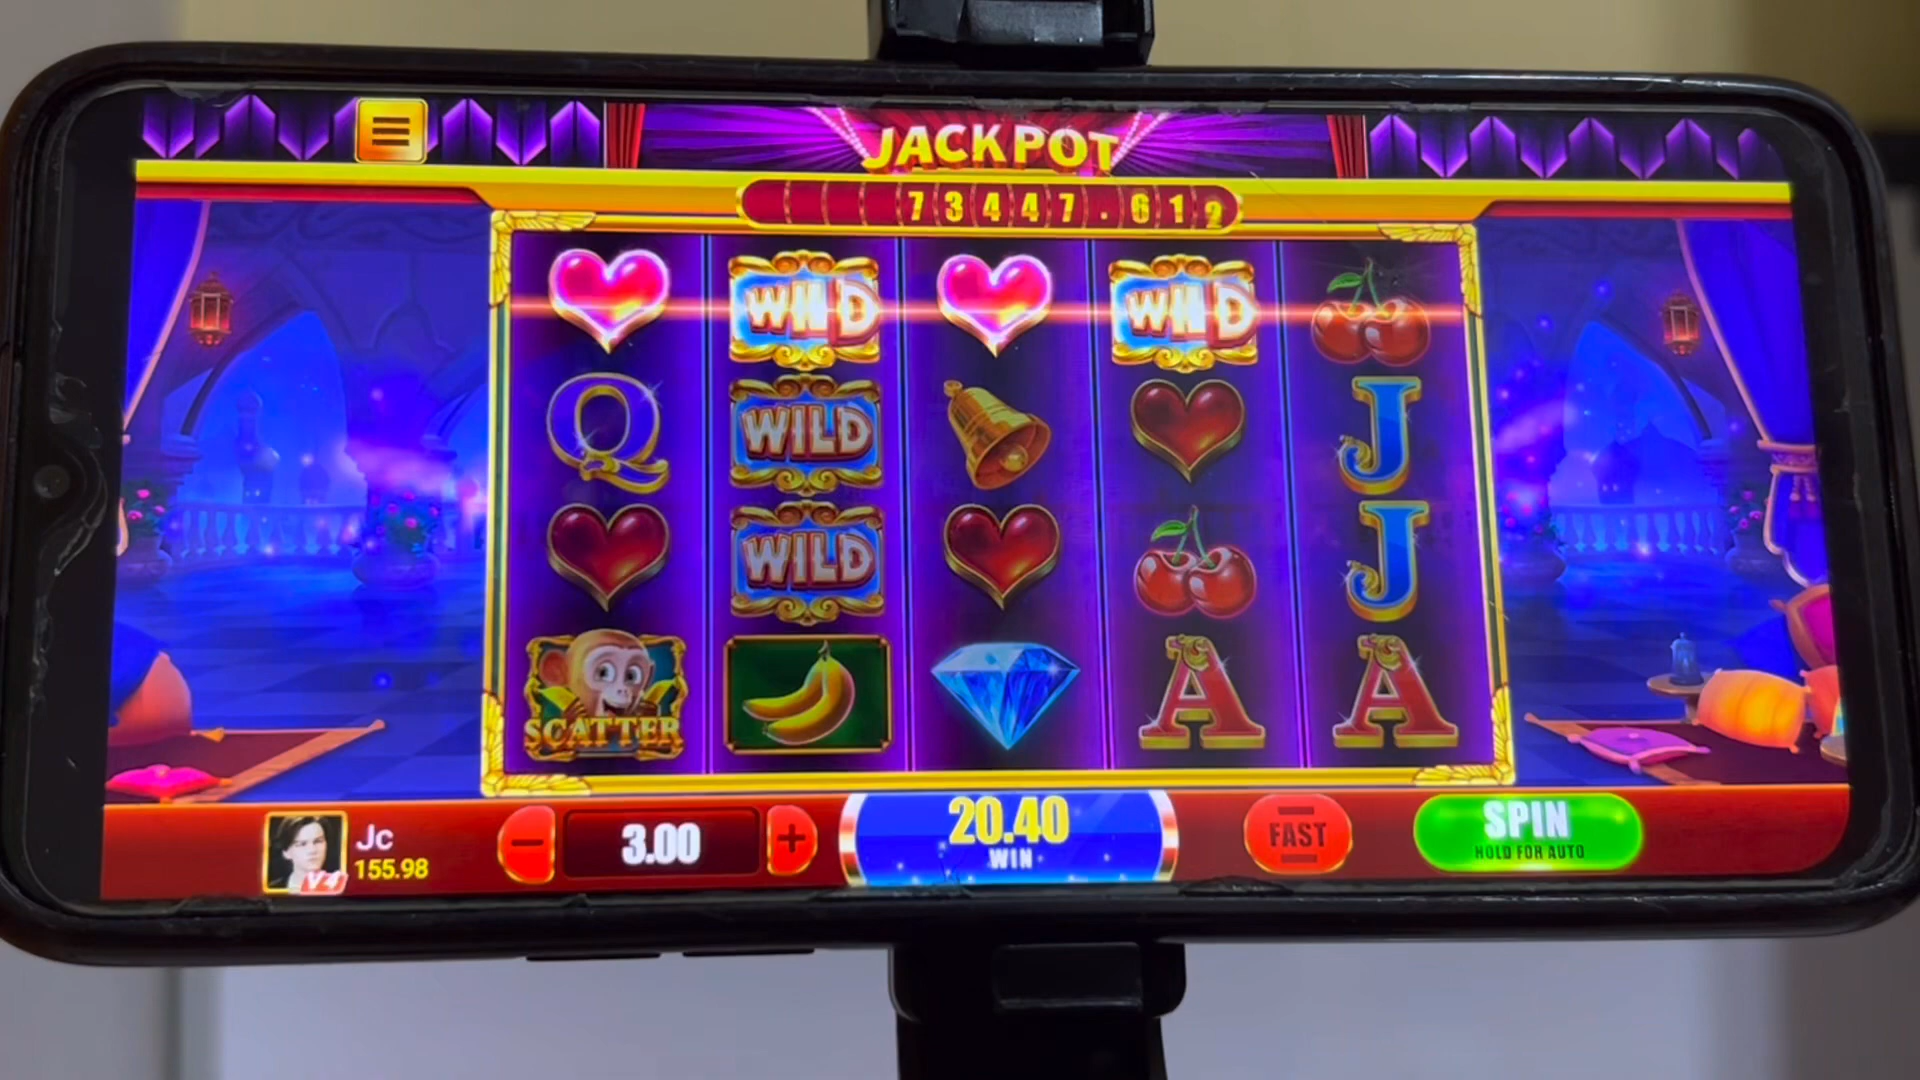 JACKPOT
73447.612
WILD WILD
Q WILD J
WILD J
SCATTER A A
Jc
V4 155.98
- 3.00 +
20.40
WIN
FAST
SPIN
HOLD FOR AUTO